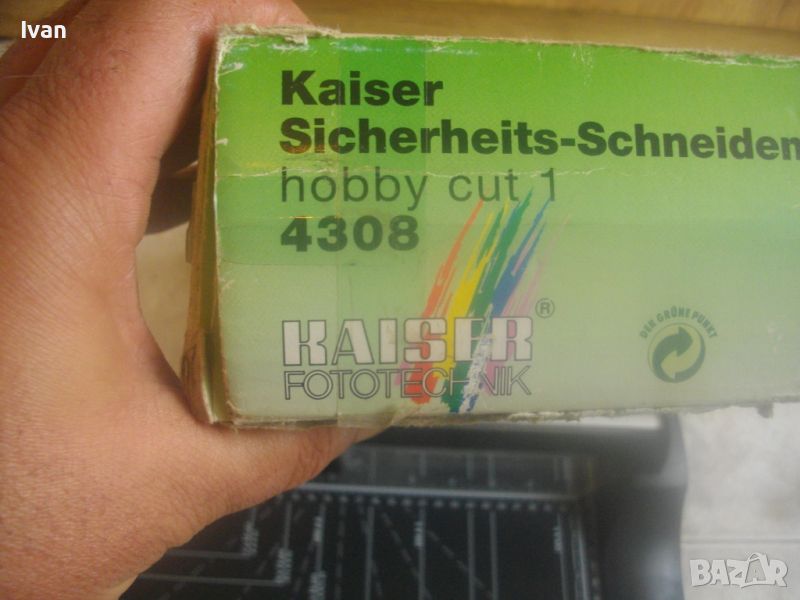 Ivan
Kaiser
Sicherheits-Schneiden
hobby cut 1
4308
KAISER®
FOTOTECHNIK
DER GRÜNE PUNKT
BAZAR